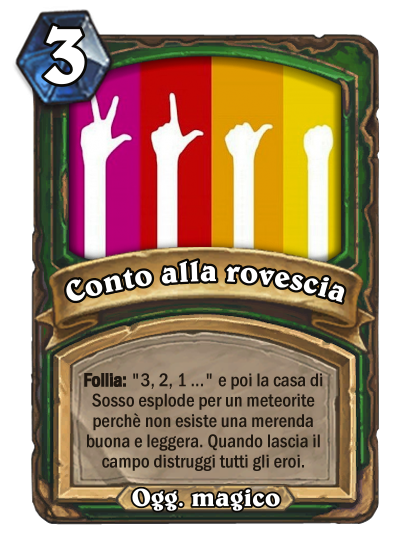 3
Conto alla rovescia
Follia: "3, 2, 1 ..." e poi la casa di
Sosso esplode per un meteorite
perchè non esiste una merenda
buona e leggera. Quando lascia il
campo distruggi tutti gli eroi.
Ogg. magico